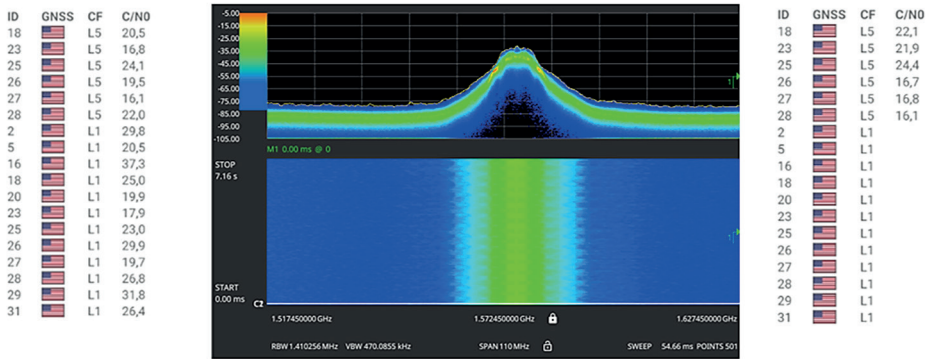 ID GNSS CF C/N0
18 L5 20,5
23 L5 16,8
25 L5 24,1
26 L5 19,5
27 L5 16,1
28 L5 22,0
2 L1 29,8
5 L1 20,5
16 L1 37,3
18 L1 25,0
20 L1 19,9
23 L1 17,9
25 L1 23,0
26 L1 29,9
27 L1 19,7
28 L1 26,8
29 L1 31,8
31 L1 26,4
-5.00
-15.00
-25.00
-35.00
-45.00
-55.00
-65.00
-75.00
-85.00
-95.00
-105.00
1
M1 0.00 ms @ 0
STOP
7.16 s
1
START
0.00 ms
C2
1.517450000 GHz 1.572450000 GHz 1.627450000 GHz
RBW 1.410256 MHz VBW 470.0855 kHz SPAN 110 MHz SWEEP 54.66 ms POINTS 501
ID GNSS CF C/N0
18 L5 22,1
23 L5 21,9
25 L5 24,4
26 L5 16,7
27 L5 16,8
28 L5 16,1
2 L1
5 L1
16 L1
18 L1
20 L1
23 L1
25 L1
26 L1
27 L1
28 L1
29 L1
31 L1